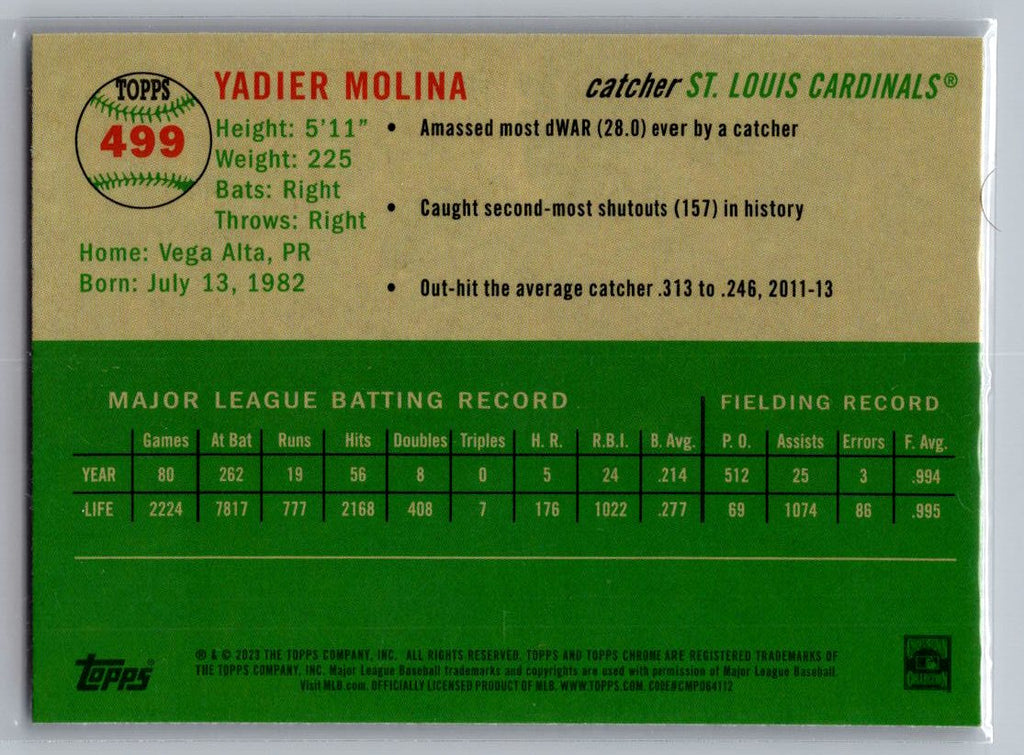 TOPPS
499
YADIER MOLINA
catcher ST. LOUIS CARDINALS®
Height: 5'11"
Weight: 225
Bats: Right
Throws: Right
Home: Vega Alta, PR
Born: July 13, 1982
• Amassed most dWAR (28.0) ever by a catcher
• Caught second-most shutouts (157) in history
• Out-hit the average catcher .313 to .246, 2011-13
MAJOR LEAGUE BATTING RECORD FIELDING RECORD
Games At Bat Runs Hits Doubles Triples H. R. R.B.I. B. Avg. P. O. Assists Errors F. Avg.
YEAR 80 262 19 56 8 0 5 24 .214 512 25 3 .994
LIFE 2224 7817 777 2168 408 7 176 1022 .277 69 1074 86 .995
topps®
® & © 2023 THE TOPPS COMPANY, INC. ALL RIGHTS RESERVED. TOPPS AND TOPPS CHROME ARE REGISTERED TRADEMARKS OF
THE TOPPS COMPANY, INC. Major League Baseball trademarks and copyrights are used with permission of Major League Baseball.
Visit MLB.com. OFFICIALLY LICENSED PRODUCT OF MLB. WWW.TOPPS.COM. CODE#CMPD64112